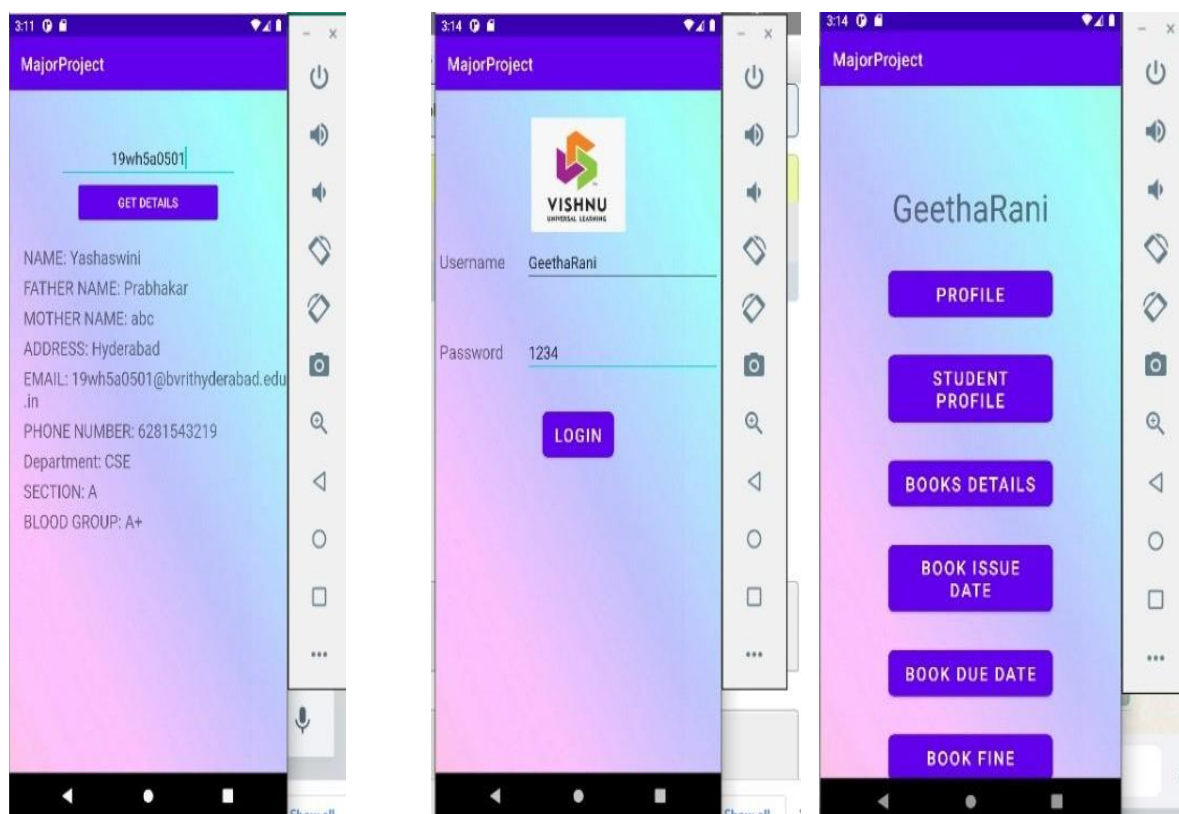 3:11
MajorProject
19wh5a0501
GET DETAILS
NAME: Yashaswini
FATHER NAME: Prabhakar
MOTHER NAME: abc
ADDRESS: Hyderabad
EMAIL: 19wh5a0501@bvrithyderabad.edu
.in
PHONE NUMBER: 6281543219
Department: CSE
SECTION: A
BLOOD GROUP: A+
3:14
MajorProject
VISHNU
UNIVERSAL LEARNING
Username GeethaRani
Password 1234
LOGIN
3:14
MajorProject
GeethaRani
PROFILE
STUDENT
PROFILE
BOOKS DETAILS
BOOK ISSUE
DATE
BOOK DUE DATE
BOOK FINE